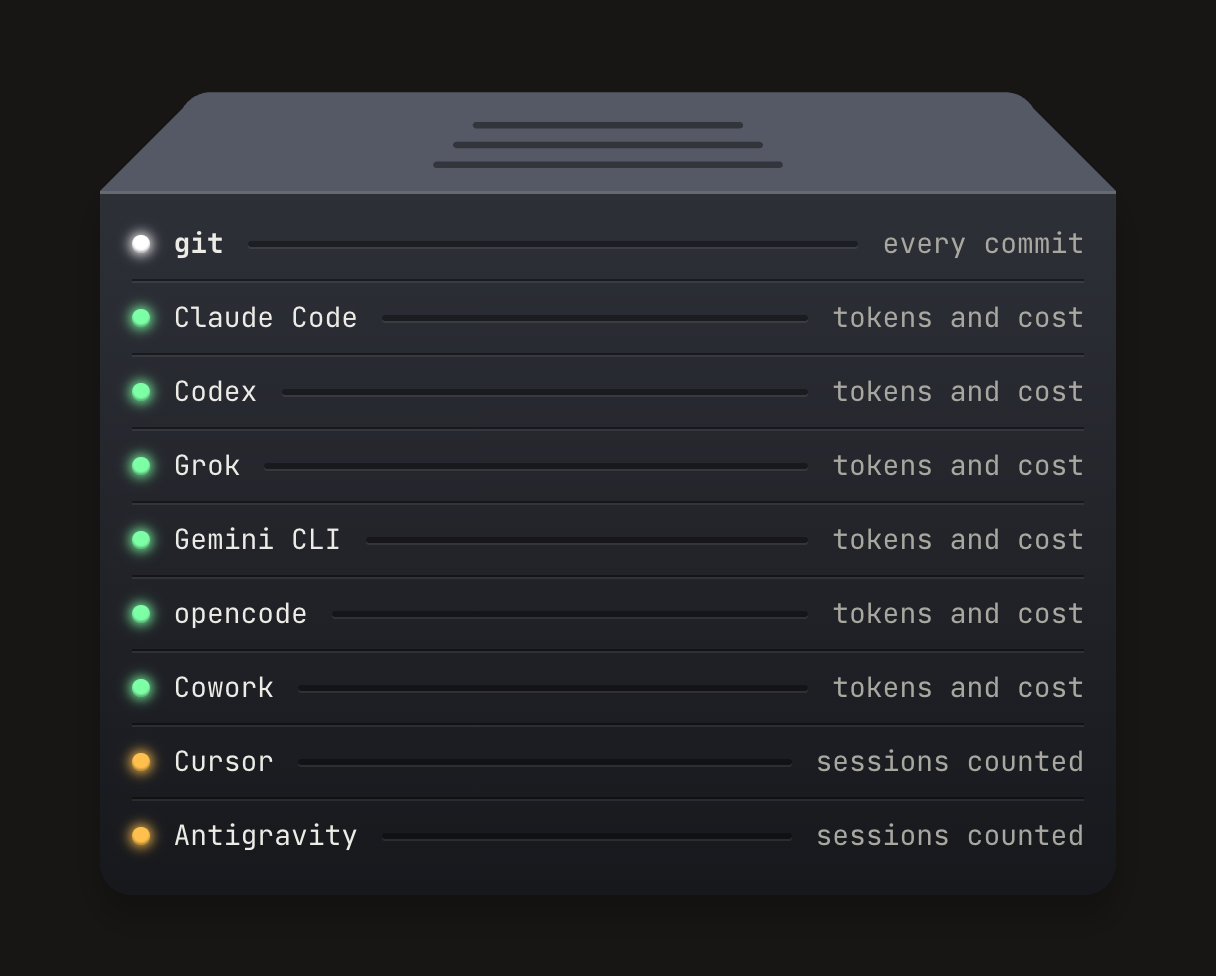 git every commit
Claude Code tokens and cost
Codex tokens and cost
Grok tokens and cost
Gemini CLI tokens and cost
opencode tokens and cost
Cowork tokens and cost
Cursor sessions counted
Antigravity sessions counted